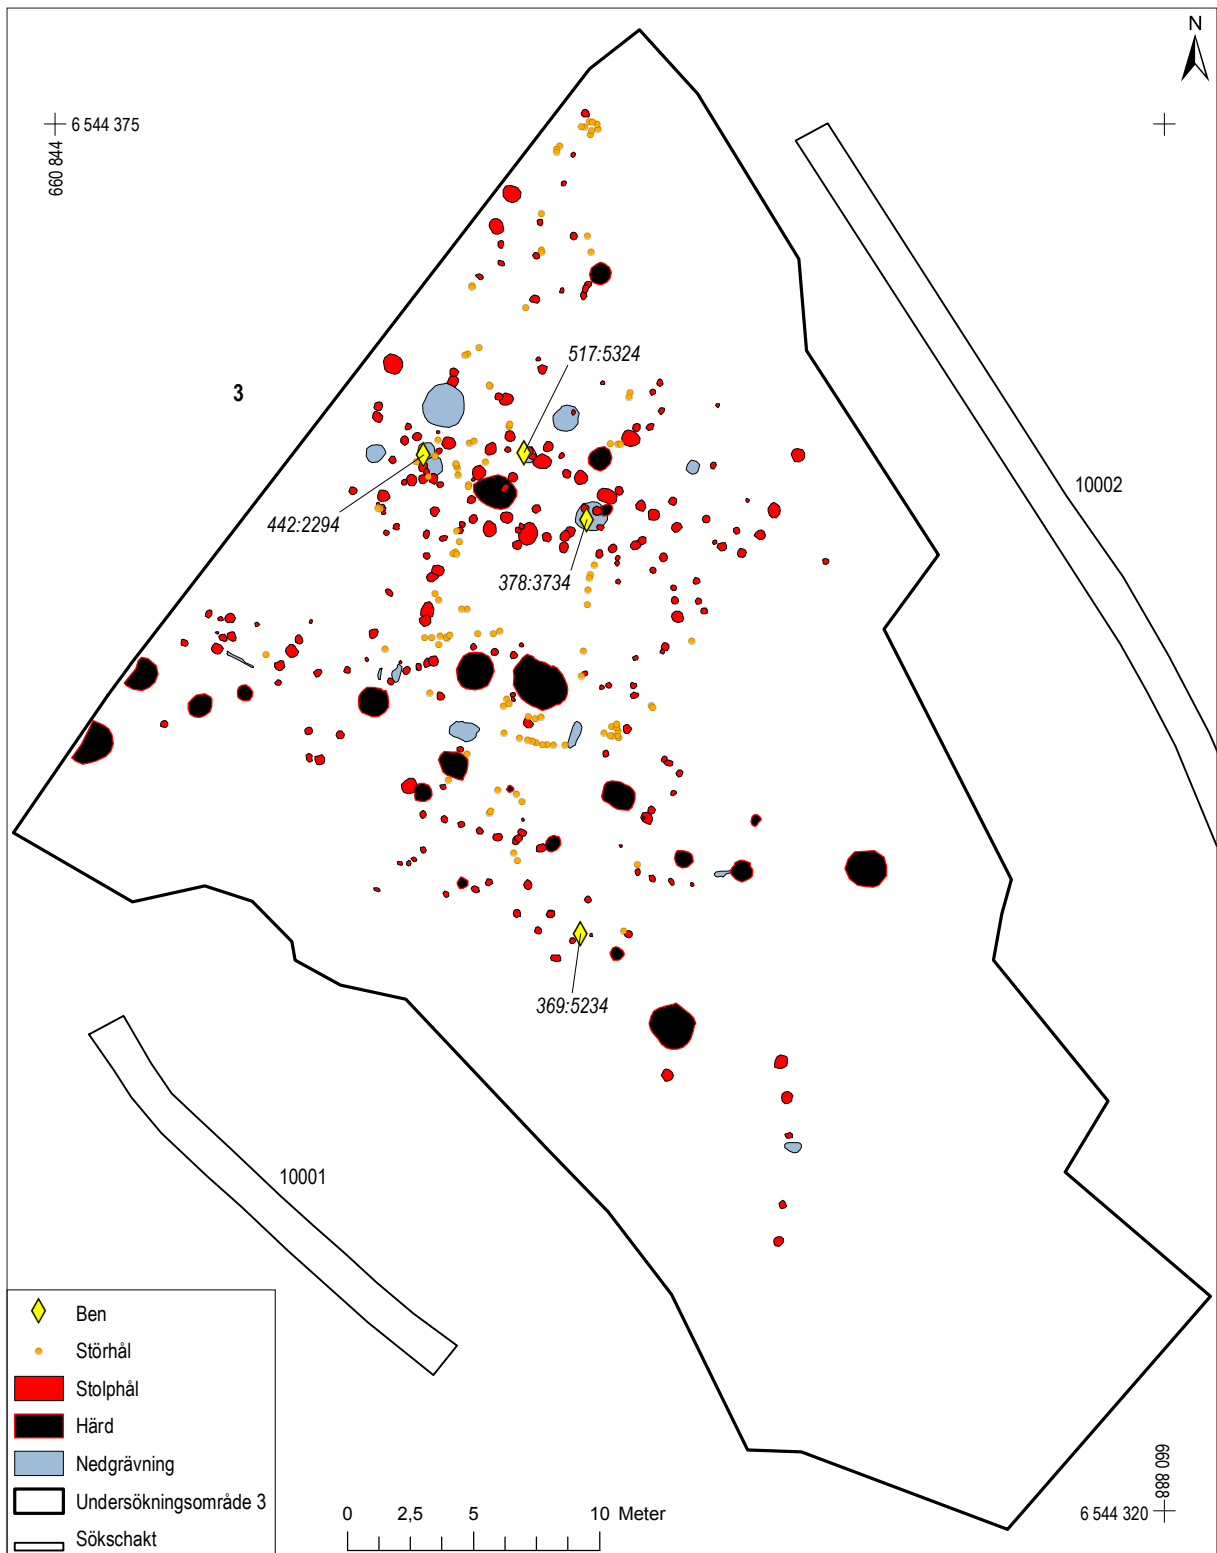 N
6 544 375
660 844
517:5324
3
10002
442:2294
378:3734
369:5234
10001
Ben
Störhål
Stolphål
Härd
Nedgrävning
Undersökningsområde 3
Sökschakt
0 2,5 5 10 Meter
660 888
6 544 320